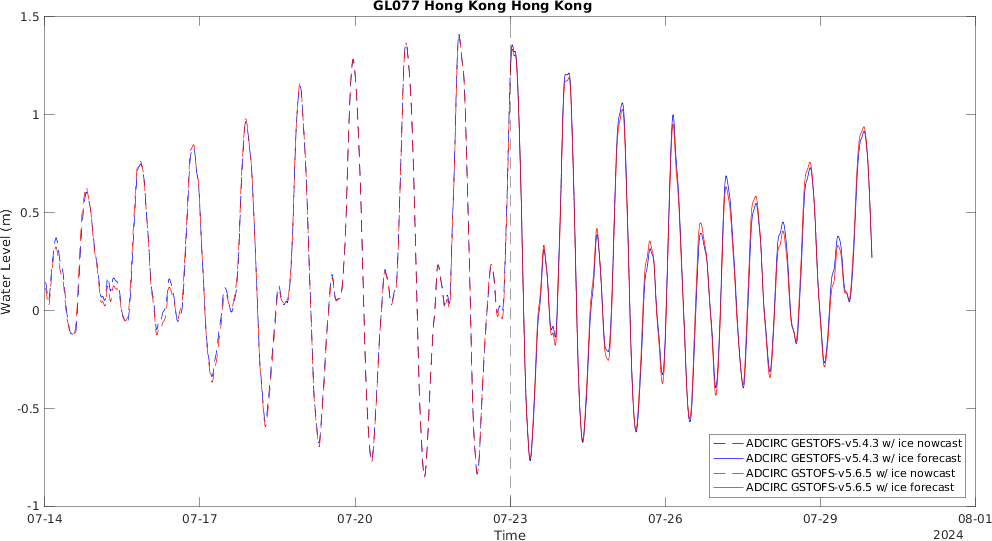 GL077 Hong Kong Hong Kong
Water Level (m)
1.5
1
0.5
0
-0.5
-1
ADCIRC GESTOFS-v5.4.3 w/ ice nowcast
ADCIRC GESTOFS-v5.4.3 w/ ice forecast
ADCIRC GSTOFS-v5.6.5 w/ ice nowcast
ADCIRC GSTOFS-v5.6.5 w/ ice forecast
07-14 07-17 07-20 07-23 07-26 07-29 08-01
Time
2024